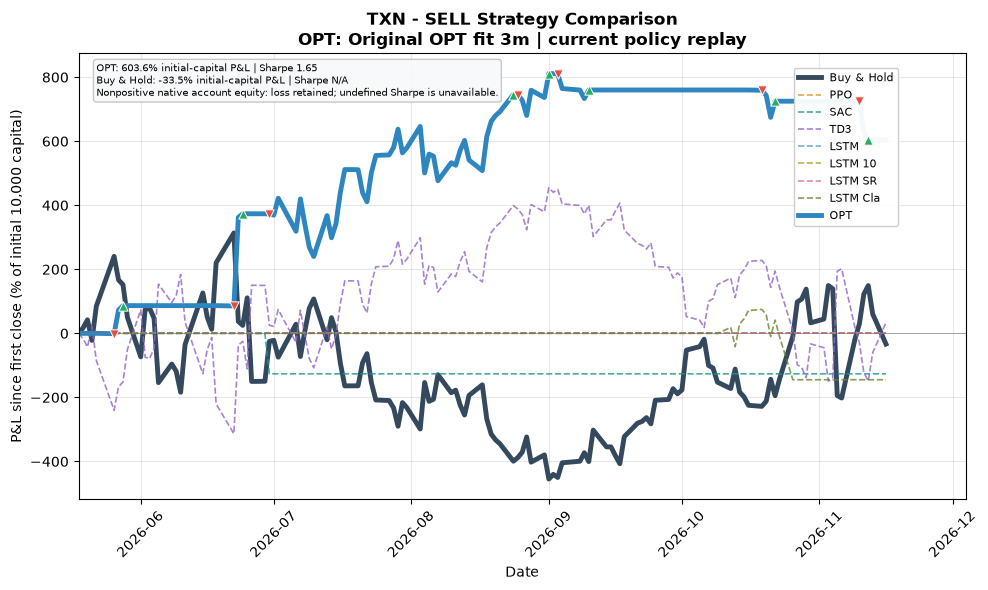 TXN - SELL Strategy Comparison
OPT: Original OPT fit 3m | current policy replay
OPT: 603.6% initial-capital P&L | Sharpe 1.65
Buy & Hold: -33.5% initial-capital P&L | Sharpe N/A
Nonpositive native account equity: loss retained; undefined Sharpe is unavailable.
Buy & Hold
PPO
SAC
TD3
LSTM
LSTM 10
LSTM SR
LSTM Cla
OPT
P&L since first close (% of initial 10,000 capital)
800
600
400
200
0
−200
−400
2026-06
2026-07
2026-08
2026-09
2026-10
2026-11
2026-12
Date